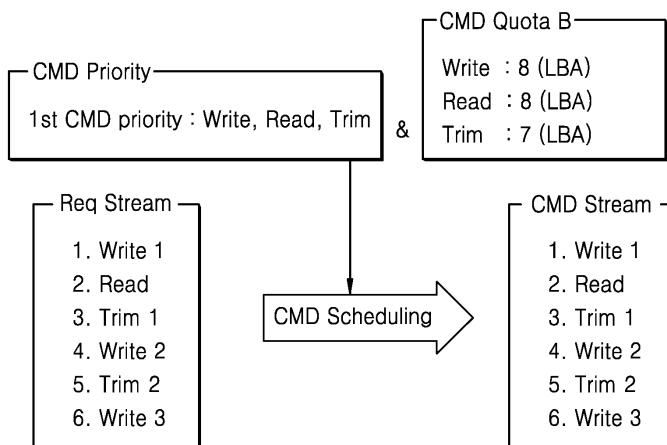 CMD Quota B
Write : 8 (LBA)
Read : 8 (LBA)
Trim : 7 (LBA)
CMD Priority
1st CMD priority : Write, Read, Trim
&
Req Stream
1. Write 1
2. Read
3. Trim 1
4. Write 2
5. Trim 2
6. Write 3
CMD Scheduling
CMD Stream
1. Write 1
2. Read
3. Trim 1
4. Write 2
5. Trim 2
6. Write 3